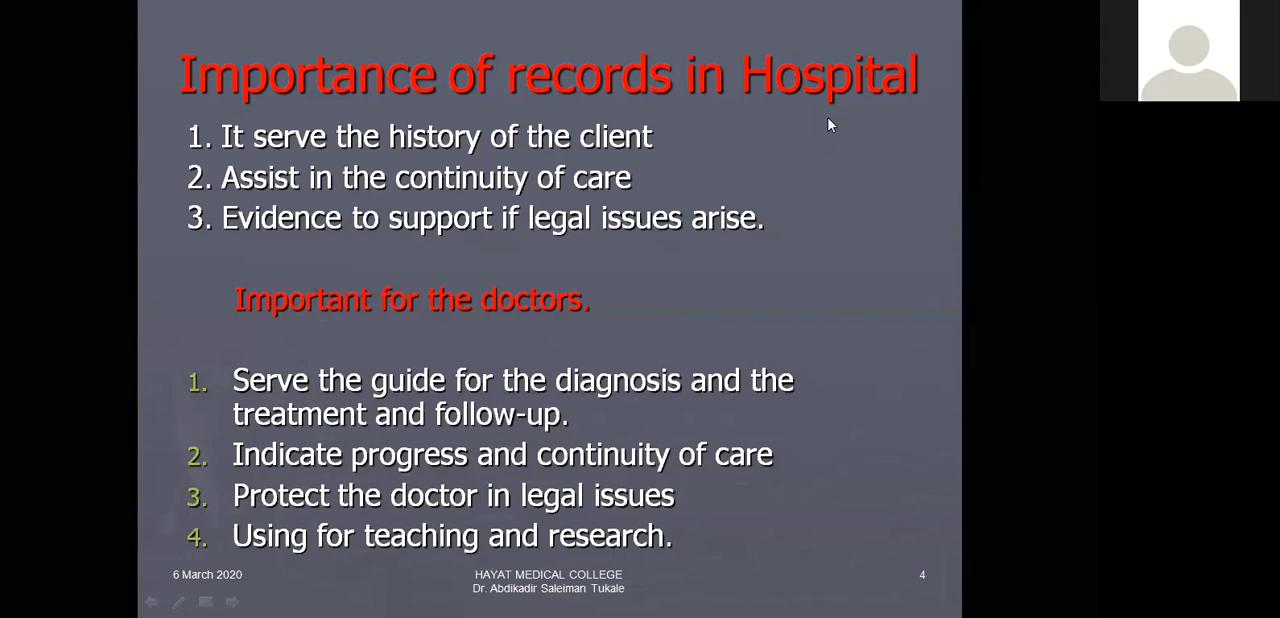 Importance of records in Hospital
1. It serve the history of the client
2. Assist in the continuity of care
3. Evidence to support if legal issues arise.
Important for the doctors.
1. Serve the guide for the diagnosis and the
treatment and follow-up.
2. Indicate progress and continuity of care
3. Protect the doctor in legal issues
4. Using for teaching and research.
6 March 2020
HAYAT MEDICAL COLLEGE
Dr. Abdikadir Saleiman Tukale
4